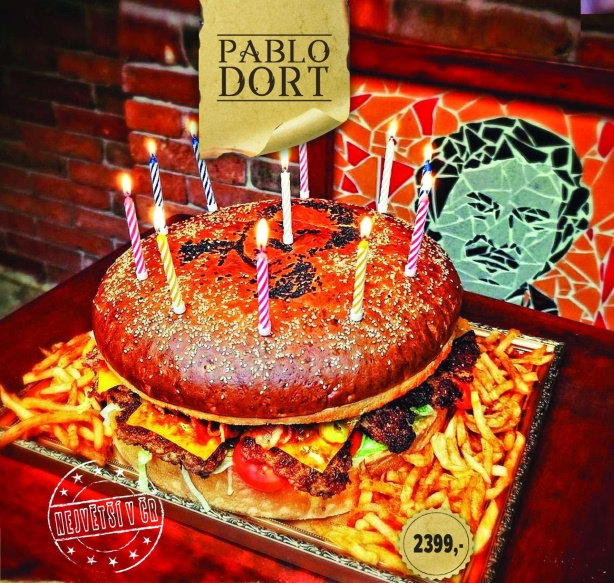 PABLO
DORT
NEJVĚTŠÍ V ČR
2399,-